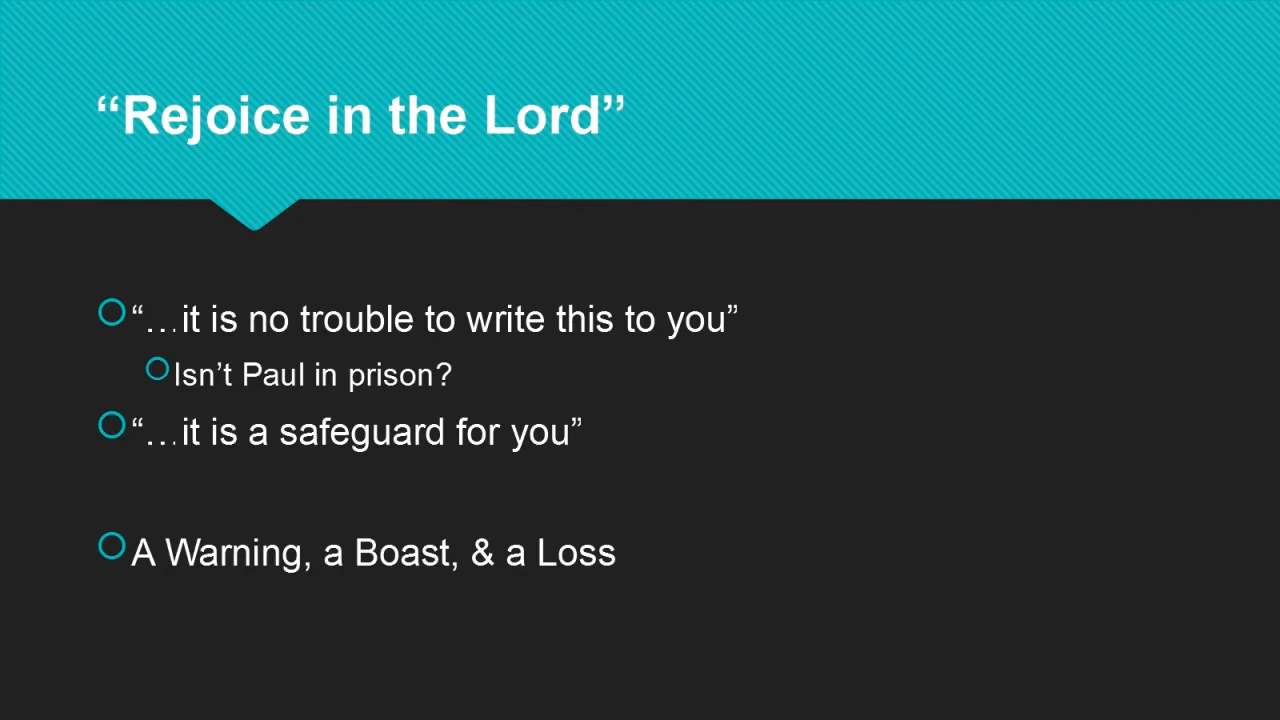 “Rejoice in the Lord”
“…it is no trouble to write this to you”
Isn’t Paul in prison?
“…it is a safeguard for you”
A Warning, a Boast, & a Loss